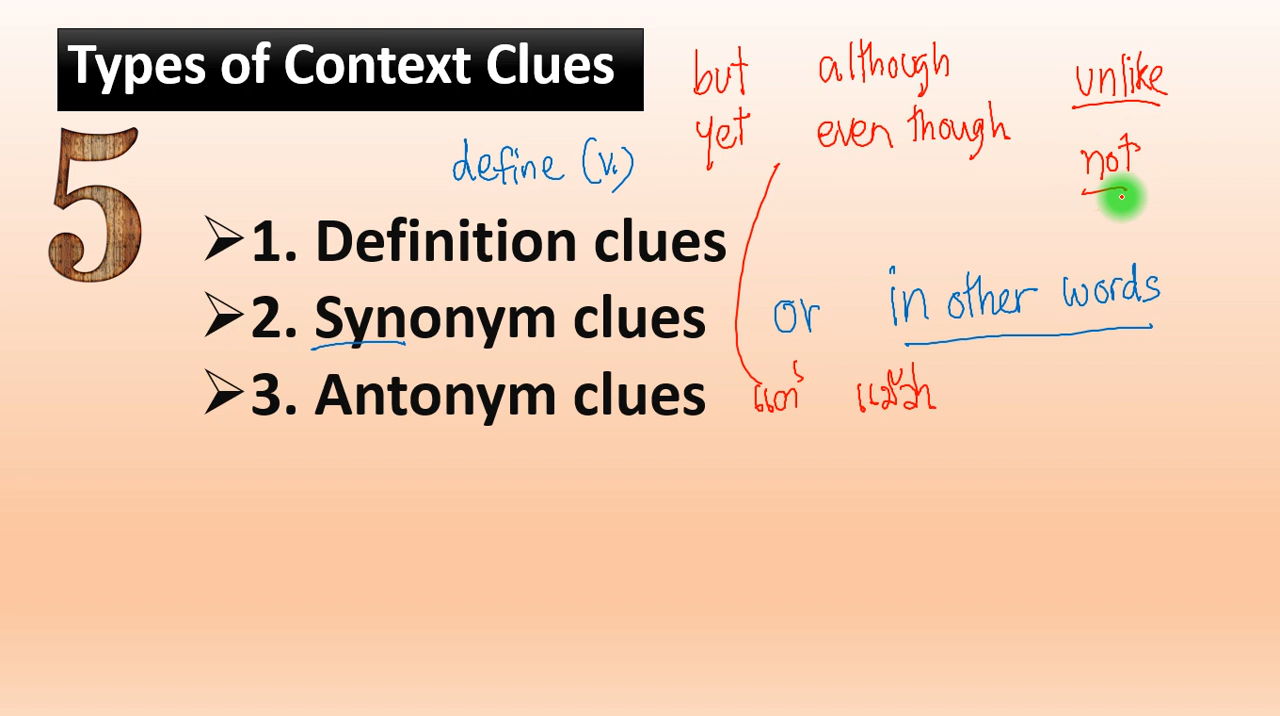 Types of Context Clues
but although unlike
yet even though not
5
define (v.)
➢1. Definition clues
➢2. Synonym clues
or in other words
➢3. Antonym clues
แต่ แม้ว่า